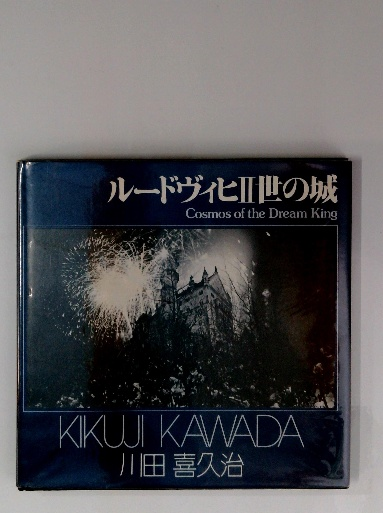 ルードヴィヒII世の城
Cosmos of the Dream King
KIKUJI KAWADA
川田 喜久治